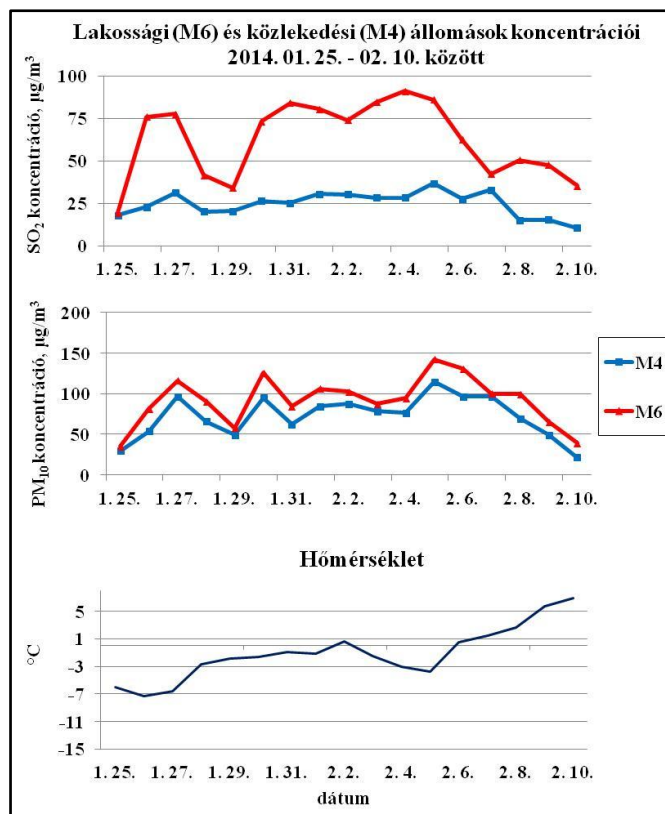 Lakossági (M6) és közlekedési (M4) állomások koncentrációi
2014. 01. 25. - 02. 10. között
SO2 koncentráció, µg/m³
100
75
50
25
0
1. 25. 1. 27. 1. 29. 1. 31. 2. 2. 2. 4. 2. 6. 2. 8. 2. 10.
PM10 koncentráció, µg/m³
200
150
100
50
0
1. 25. 1. 27. 1. 29. 1. 31. 2. 2. 2. 4. 2. 6. 2. 8. 2. 10.
M4
M6
Hőmérséklet
°C
5
1
-3
-7
-11
-15
1. 25. 1. 27. 1. 29. 1. 31. 2. 2. 2. 4. 2. 6. 2. 8. 2. 10.
dátum